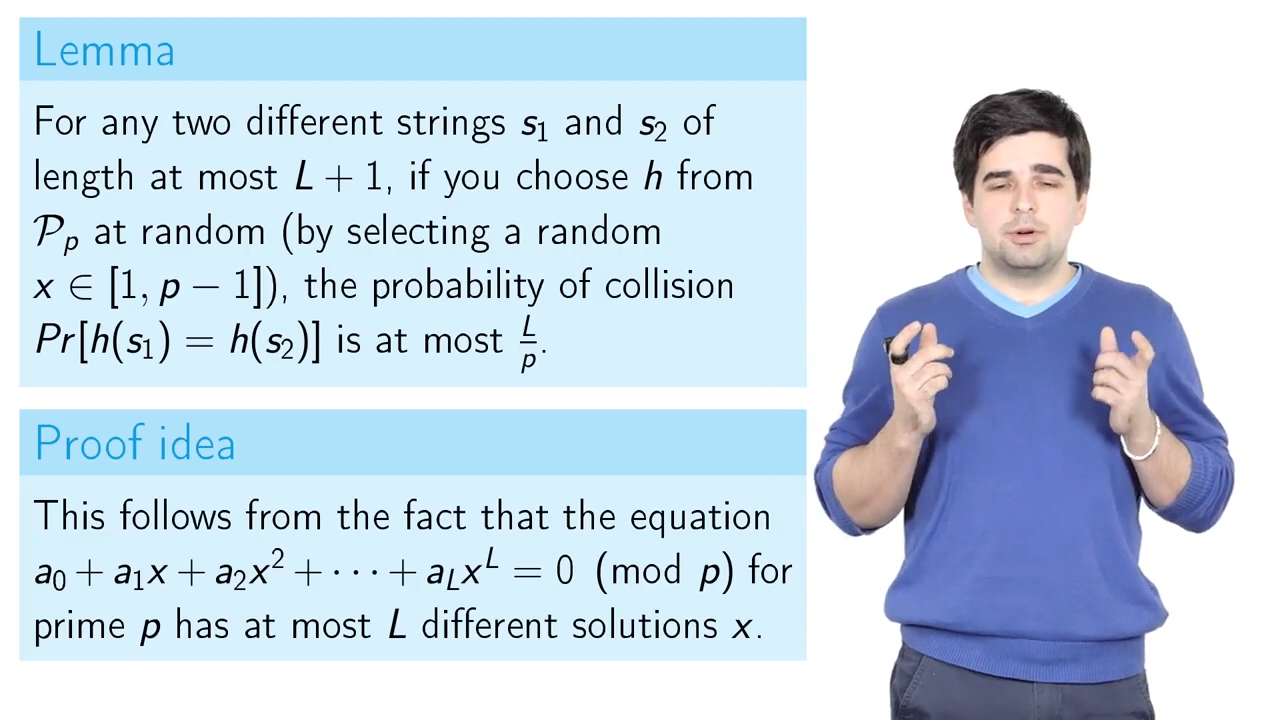 Lemma
For any two different strings s₁ and s₂ of
length at most L + 1, if you choose h from
𝒫ₚ at random (by selecting a random
x ∈ [1, p − 1]), the probability of collision
Pr[h(s₁) = h(s₂)] is at most L/p.
Proof idea
This follows from the fact that the equation
a₀ + a₁x + a₂x² + ⋯ + a_L x^L = 0 (mod p) for
prime p has at most L different solutions x.